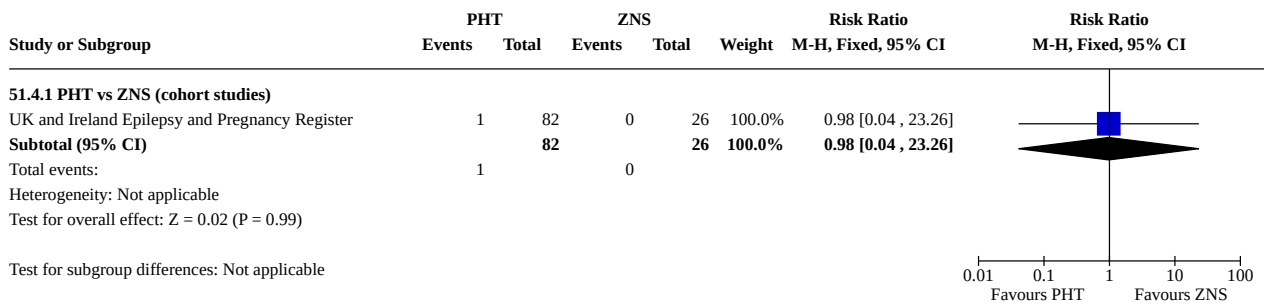 PHT ZNS Risk Ratio Risk Ratio
Study or Subgroup Events Total Events Total Weight M-H, Fixed, 95% CI M-H, Fixed, 95% CI
51.4.1 PHT vs ZNS (cohort studies)
UK and Ireland Epilepsy and Pregnancy Register 1 82 0 26 100.0% 0.98 [0.04 , 23.26]
Subtotal (95% CI) 82 26 100.0% 0.98 [0.04 , 23.26]
Total events: 1 0
Heterogeneity: Not applicable
Test for overall effect: Z = 0.02 (P = 0.99)
Test for subgroup differences: Not applicable
0.01 0.1 1 10 100
Favours PHT Favours ZNS